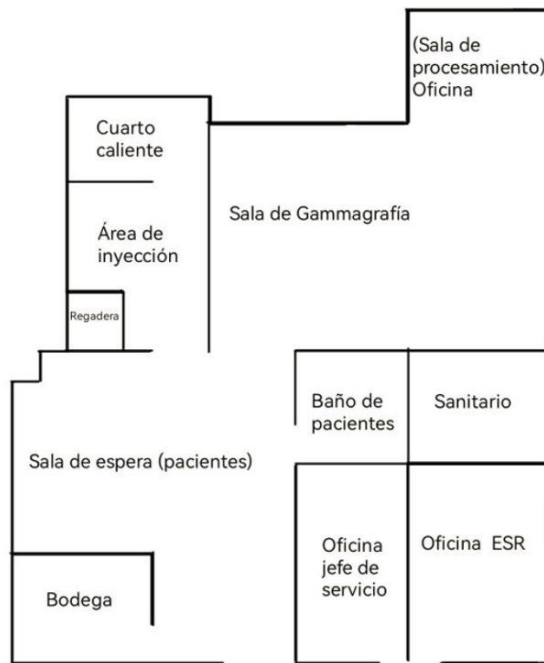 (Sala de
procesamiento)
Oficina
Cuarto
caliente
Sala de Gammagrafía
Área de
inyección
Regadera
Baño de
pacientes
Sanitario
Sala de espera (pacientes)
Oficina
jefe de
servicio
Oficina ESR
Bodega